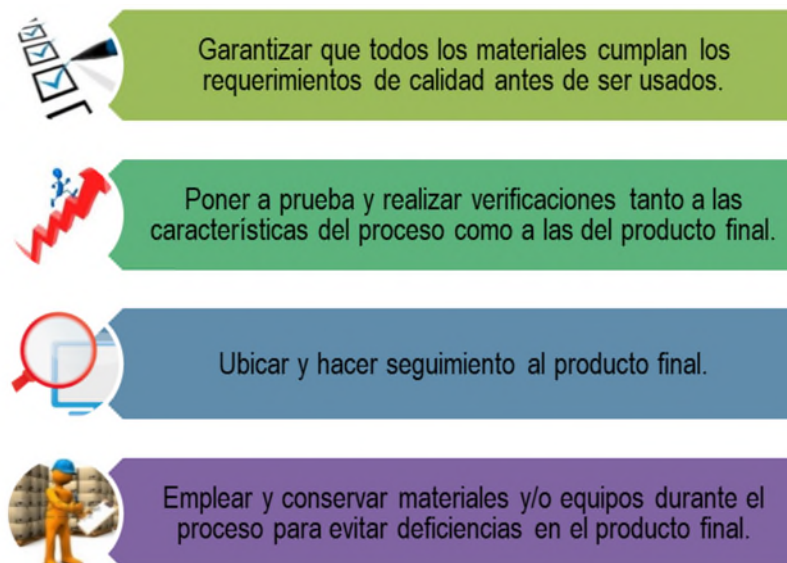 Garantizar que todos los materiales cumplan los
requerimientos de calidad antes de ser usados.
Poner a prueba y realizar verificaciones tanto a las
características del proceso como a las del producto final.
Ubicar y hacer seguimiento al producto final.
Emplear y conservar materiales y/o equipos durante el
proceso para evitar deficiencias en el producto final.